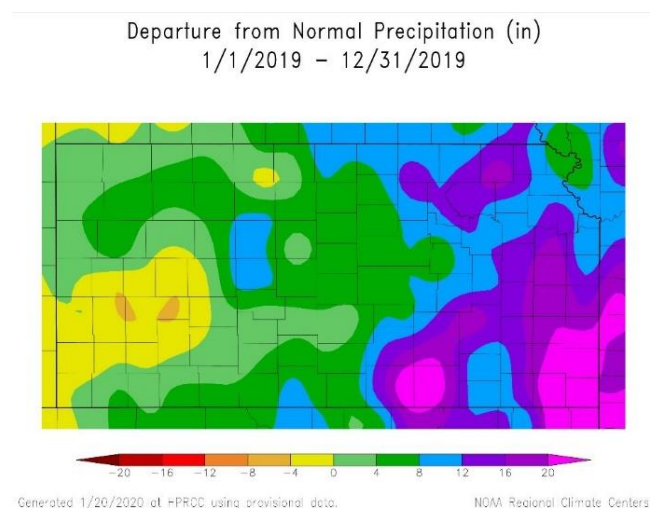 Departure from Normal Precipitation (in)
1/1/2019 – 12/31/2019
-20 -16 -12 -8 -4 0 4 8 12 16 20
Generated 1/20/2020 at HPRCC using provisional data. NOAA Regional Climate Centers